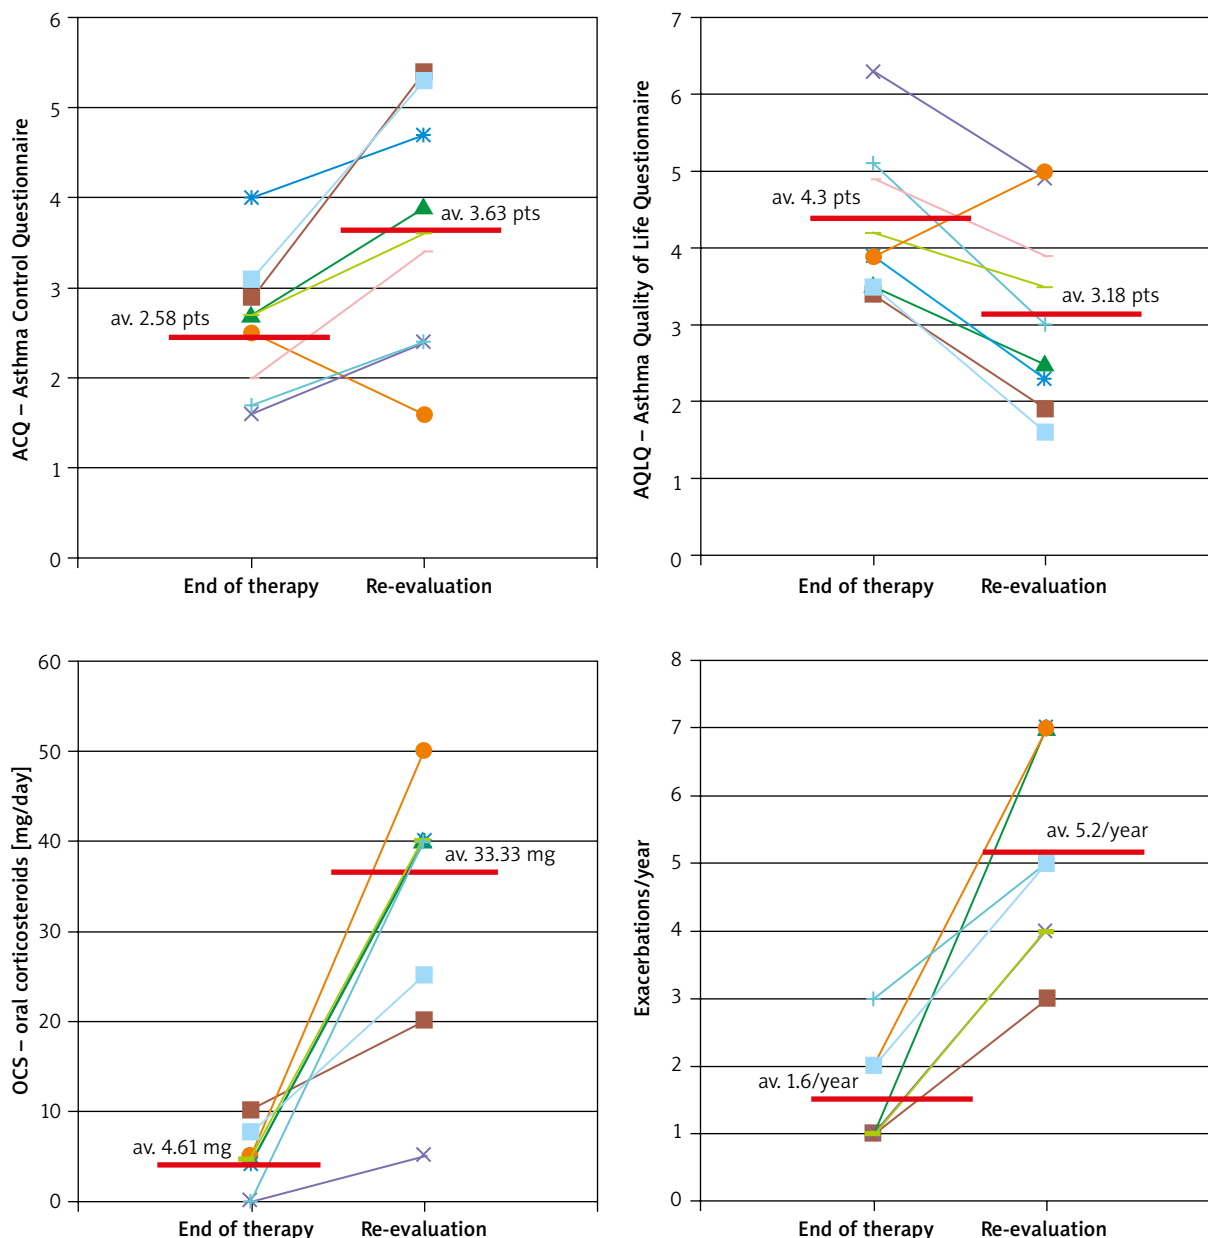 ACQ – Asthma Control Questionnaire
6
5
4
3
2
1
0
av. 2.58 pts
av. 3.63 pts
End of therapy
Re-evaluation
AQLQ – Asthma Quality of Life Questionnaire
7
6
5
4
3
2
1
0
av. 4.3 pts
av. 3.18 pts
End of therapy
Re-evaluation
OCS – oral corticosteroids [mg/day]
60
50
40
30
20
10
0
av. 4.61 mg
av. 33.33 mg
End of therapy
Re-evaluation
Exacerbations/year
8
7
6
5
4
3
2
1
0
av. 1.6/year
av. 5.2/year
End of therapy
Re-evaluation